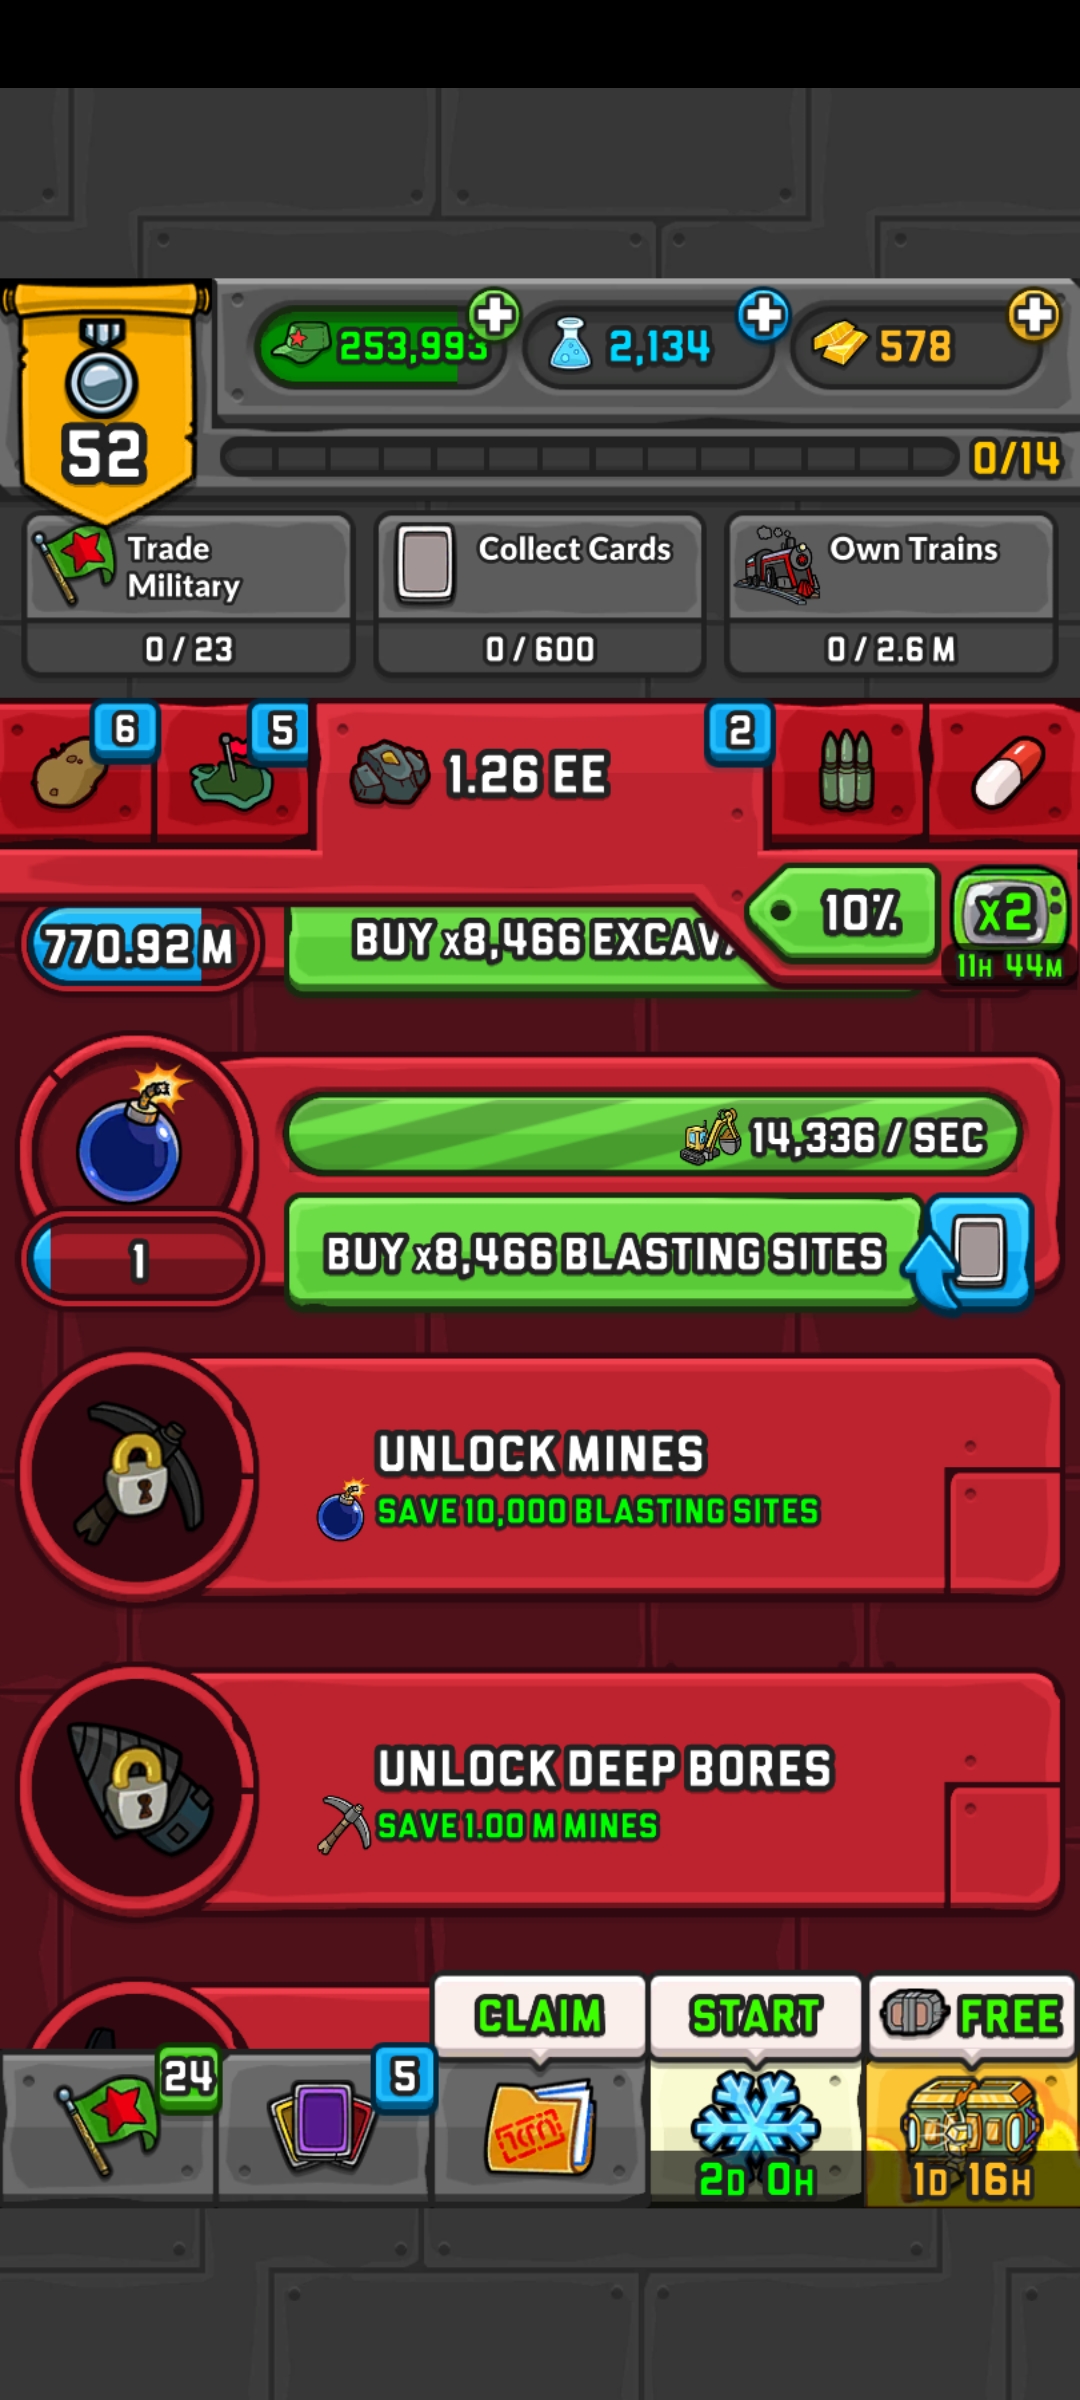 253,993
2,134
578
52
0/14
Trade
Military
0 / 23
Collect Cards
0 / 600
Own Trains
0 / 2.6 M
6
5
1.26 EE
2
770.92 M
BUY x8,466 EXCAV
10%
x2
11H 44M
14,336 / SEC
1
BUY x8,466 BLASTING SITES
UNLOCK MINES
SAVE 10,000 BLASTING SITES
UNLOCK DEEP BORES
SAVE 1.00 M MINES
CLAIM
START
FREE
24
5
2D 0H
1D 16H